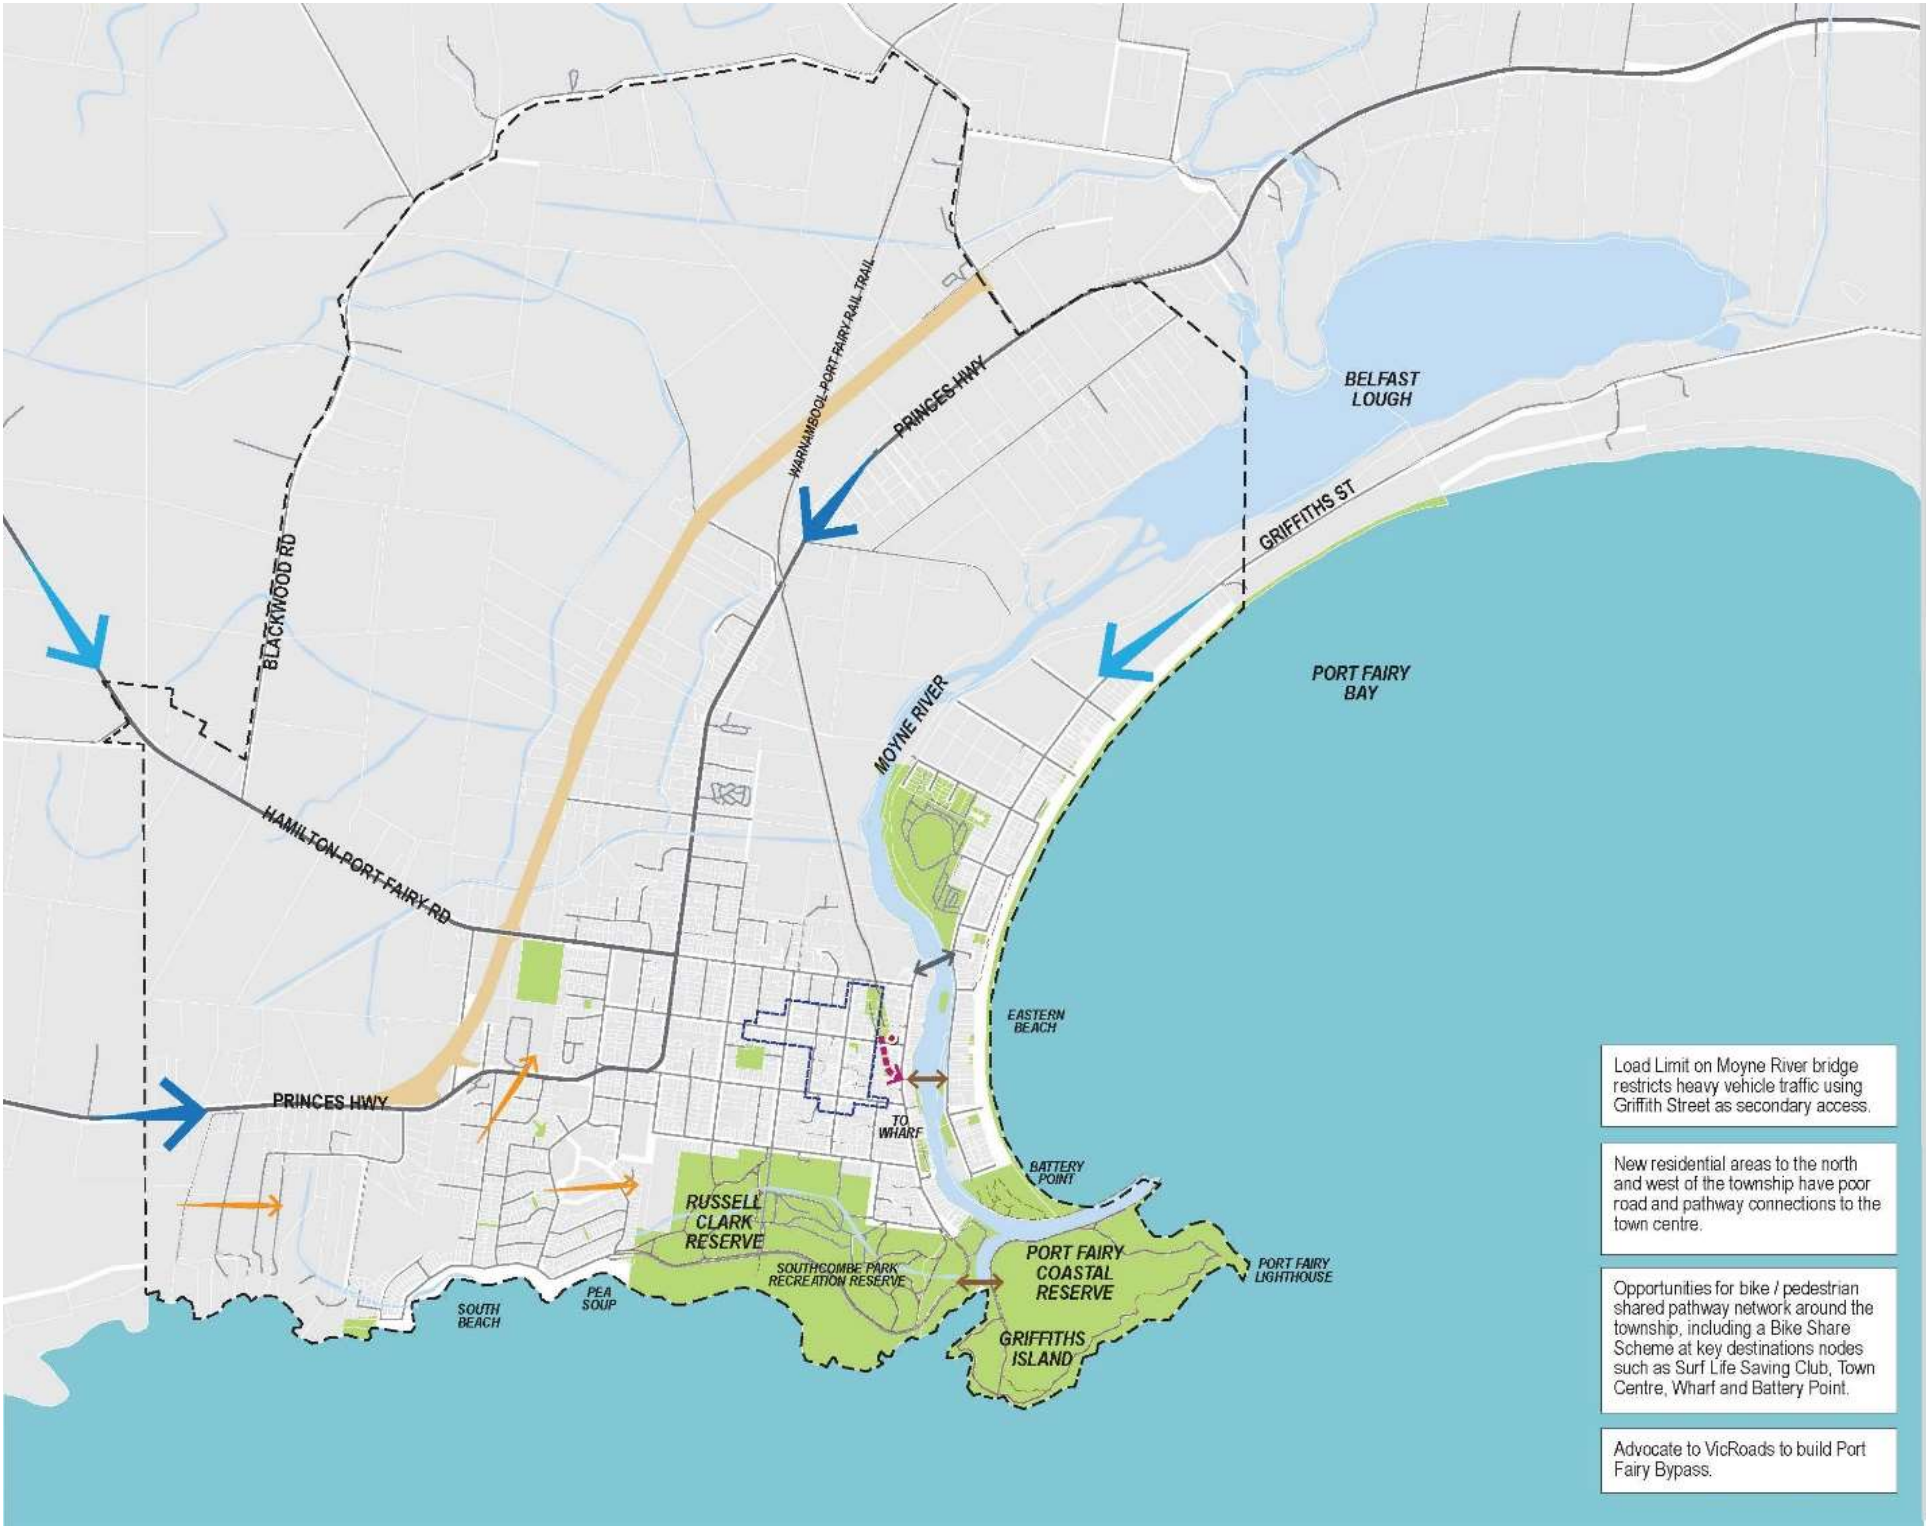 WARNAMBOOL-PORT FAIRY RAIL TRAIL
PRINCES HWY
BELFAST
LOUGH
GRIFFITHS ST
BLACKWOOD RD
PORT FAIRY
BAY
MOYNE RIVER
HAMILTON-PORT FAIRY RD
EASTERN
BEACH
PRINCES HWY
TO
WHARF
BATTERY
POINT
RUSSELL
CLARK
RESERVE
SOUTHCOMBE PARK
RECREATION RESERVE
PORT FAIRY
COASTAL
RESERVE
PORT FAIRY
LIGHTHOUSE
PEA
SOUP
SOUTH
BEACH
GRIFFITHS
ISLAND
Load Limit on Moyne River bridge
restricts heavy vehicle traffic using
Griffith Street as secondary access.
New residential areas to the north
and west of the township have poor
road and pathway connections to the
town centre.
Opportunities for bike / pedestrian
shared pathway network around the
township, including a Bike Share
Scheme at key destinations nodes
such as Surf Life Saving Club, Town
Centre, Wharf and Battery Point.
Advocate to VicRoads to build Port
Fairy Bypass.